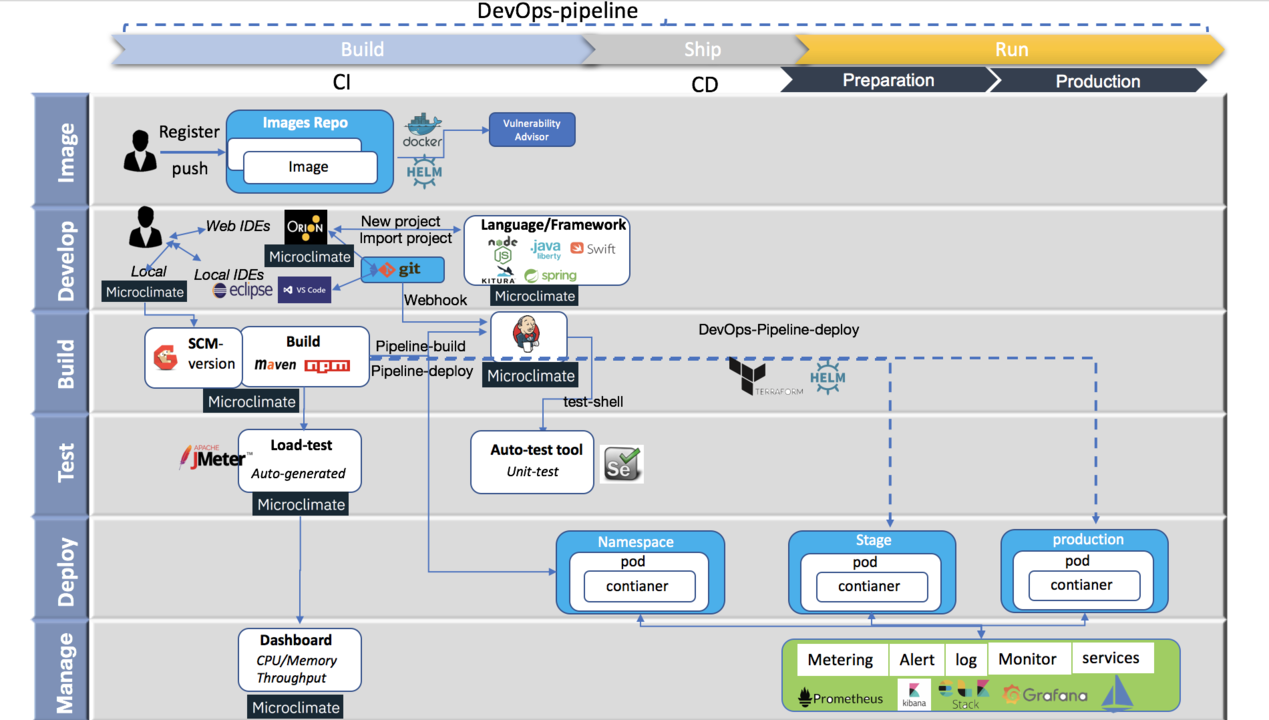 DevOps-pipeline
Build
Ship
Run
CI
CD
Preparation
Production
Image
Register
push
Images Repo
Image
docker
HELM
Vulnerability
Advisor
Develop
Web IDEs
ORION
Microclimate
New project
Import project
Language/Framework
node
JS
.java
liberty
Swift
KITURA
spring
Microclimate
Local
Microclimate
Local IDEs
eclipse
VS Code
git
Webhook
Build
SCM-
version
Build
maven
npm
Microclimate
Pipeline-build
Pipeline-deploy
Microclimate
DevOps-Pipeline-deploy
TERRAFORM
HELM
test-shell
Test
APACHE
JMeter™
Load-test
Auto-generated
Microclimate
Auto-test tool
Unit-test
Se
Deploy
Namespace
pod
contianer
Stage
pod
contianer
production
pod
contianer
Manage
Dashboard
CPU/Memory
Throughput
Microclimate
Metering
Alert
log
Monitor
services
Prometheus
kibana
Stack
Grafana